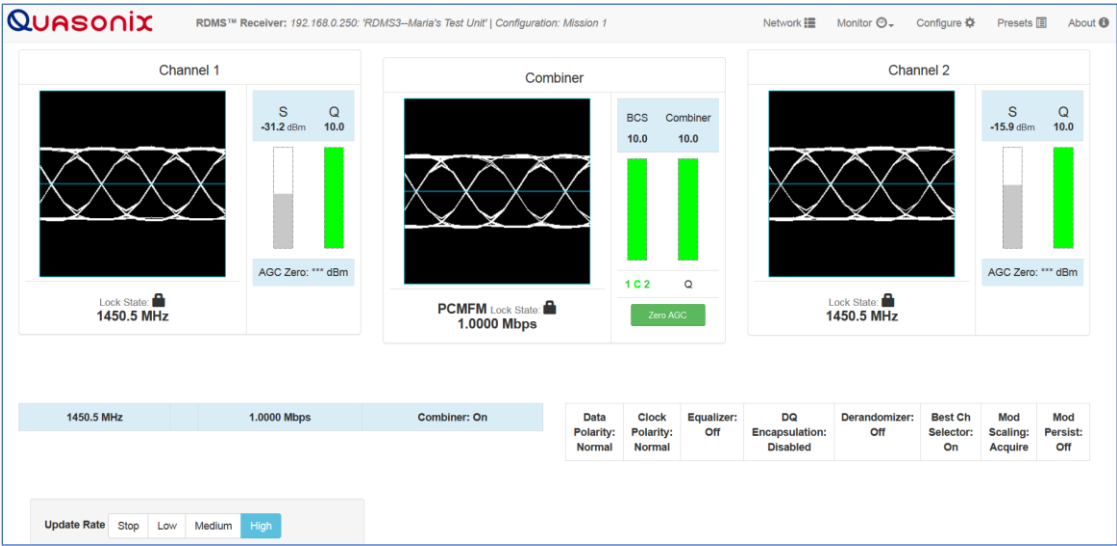 Quasonix
RDMS™ Receiver: 192.168.0.250: 'RDMS3--Maria's Test Unit' | Configuration: Mission 1
Network
Monitor
Configure
Presets
About
Channel 1
S
Q
-31.2 dBm
10.0
AGC Zero: *** dBm
Lock State:
1450.5 MHz
Combiner
BCS
Combiner
10.0
10.0
1 C 2
Q
Zero AGC
PCMFM Lock State:
1.0000 Mbps
Channel 2
S
Q
-15.9 dBm
10.0
AGC Zero: *** dBm
Lock State:
1450.5 MHz
1450.5 MHz
1.0000 Mbps
Combiner: On
Data
Polarity:
Normal
Clock
Polarity:
Normal
Equalizer:
Off
DQ
Encapsulation:
Disabled
Derandomizer:
Off
Best Ch
Selector:
On
Mod
Scaling:
Acquire
Mod
Persist:
Off
Update Rate
Stop
Low
Medium
High